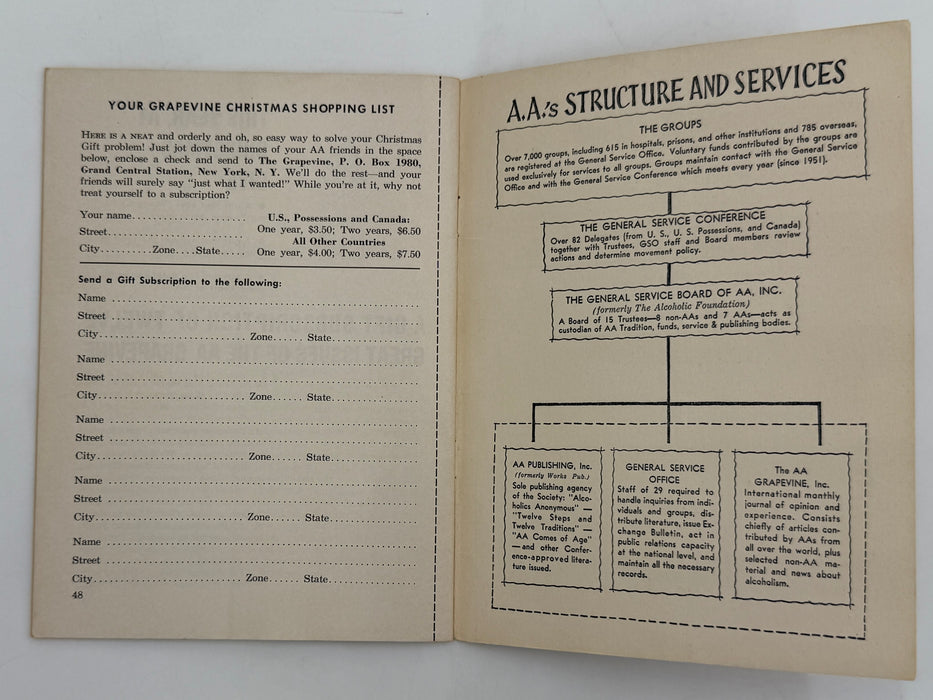 YOUR GRAPEVINE CHRISTMAS SHOPPING LIST
HERE IS A NEAT and orderly and oh, so easy way to solve your Christmas
Gift problem! Just jot down the names of your AA friends in the space
below, enclose a check and send to The Grapevine, P. O. Box 1980,
Grand Central Station, New York, N. Y. We'll do the rest—and your
friends will surely say "just what I wanted!" While you're at it, why not
treat yourself to a subscription?
Your name....................
Street.........................
City..........Zone....State.....
U.S., Possessions and Canada:
One year, $3.50; Two years, $6.50
All Other Countries
One year, $4.00; Two years, $7.50
Send a Gift Subscription to the following:
Name ............................................................
Street ............................................................
City............................. Zone...... State.................
Name ............................................................
Street ............................................................
City............................. Zone...... State.................
Name ............................................................
Street ............................................................
City............................. Zone...... State.................
Name ............................................................
Street ............................................................
City............................. Zone...... State.................
Name ............................................................
Street ............................................................
City............................. Zone...... State.................
48
A.A.'s STRUCTURE AND SERVICES
THE GROUPS
Over 7,000 groups, including 615 in hospitals, prisons, and other institutions and 785 overseas,
are registered at the General Service Office. Voluntary funds contributed by the groups are
used exclusively for services to all groups. Groups maintain contact with the General Service
Office and with the General Service Conference which meets every year (since 1951).
THE GENERAL SERVICE CONFERENCE
Over 82 Delegates (from U. S., U. S. Possessions, and Canada)
together with Trustees, GSO staff and Board members review
actions and determine movement policy.
THE GENERAL SERVICE BOARD OF AA, INC.
(formerly The Alcoholic Foundation)
A Board of 15 Trustees—8 non-AAs and 7 AAs—acts as
custodian of AA Tradition, funds, service & publishing bodies.
AA PUBLISHING, Inc.
(formerly Works Pub.)
Sole publishing agency
of the Society: "Alco-
holics Anonymous" —
"Twelve Steps and
Twelve Traditions" —
"AA Comes of Age"
—and other Confer-
ence-approved litera-
ture issued.
GENERAL SERVICE
OFFICE
Staff of 29 required to
handle inquiries from indi-
viduals and groups, dis-
tribute literature, issue Ex-
change Bulletin, act in
public relations capacity
at the national level, and
maintain all the necessary
records.
The AA
GRAPEVINE, Inc.
International monthly
journal of opinion and
experience. Consists
chiefly of articles con-
tributed by AAs from
all over the world, plus
selected non-AA ma-
terial and news about
alcoholism.